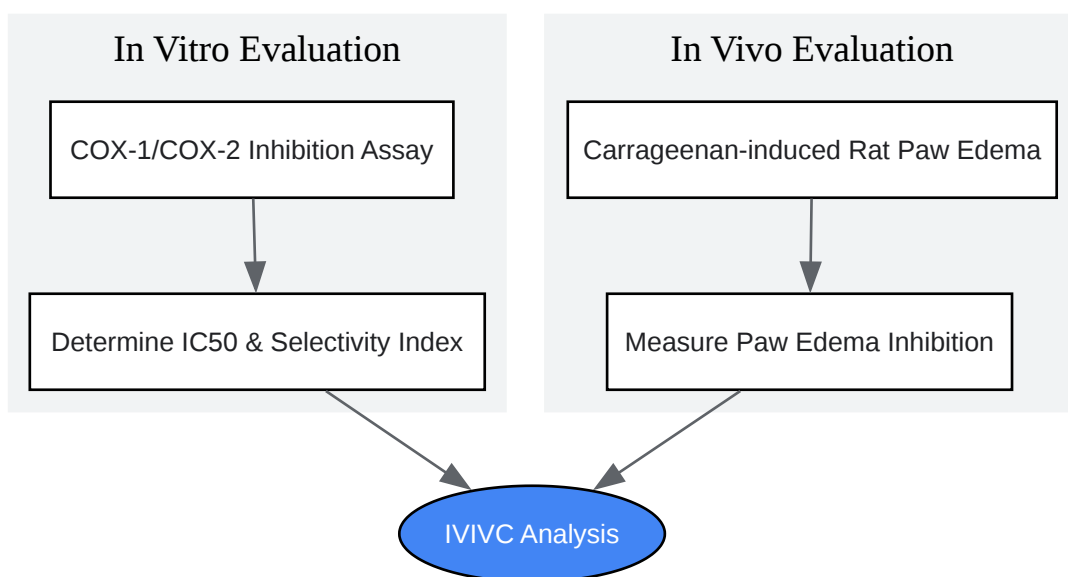 In Vitro Evaluation
COX-1/COX-2 Inhibition Assay
Determine IC50 & Selectivity Index
In Vivo Evaluation
Carrageenan-induced Rat Paw Edema
Measure Paw Edema Inhibition
IVIVC Analysis